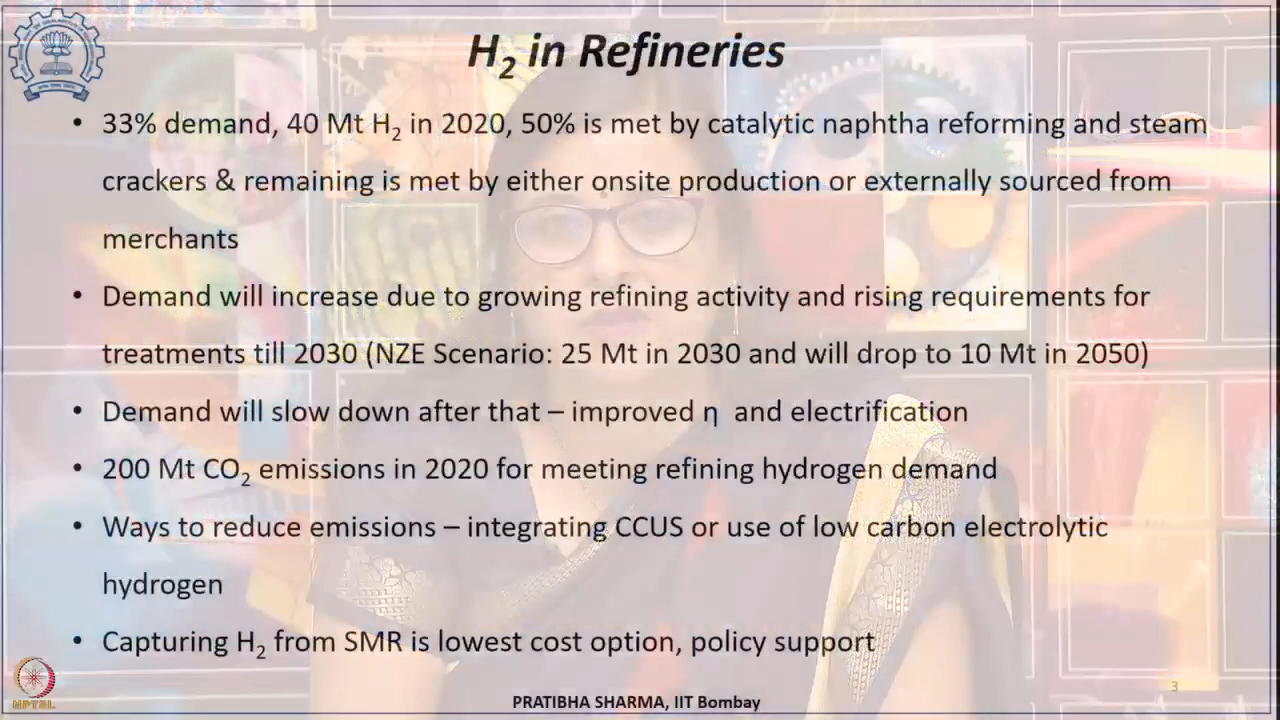 H₂ in Refineries
• 33% demand, 40 Mt H₂ in 2020, 50% is met by catalytic naphtha reforming and steam
crackers & remaining is met by either onsite production or externally sourced from
merchants
• Demand will increase due to growing refining activity and rising requirements for
treatments till 2030 (NZE Scenario: 25 Mt in 2030 and will drop to 10 Mt in 2050)
• Demand will slow down after that – improved η and electrification
• 200 Mt CO₂ emissions in 2020 for meeting refining hydrogen demand
• Ways to reduce emissions – integrating CCUS or use of low carbon electrolytic
hydrogen
• Capturing H₂ from SMR is lowest cost option, policy support
3
NPTEL
PRATIBHA SHARMA, IIT Bombay